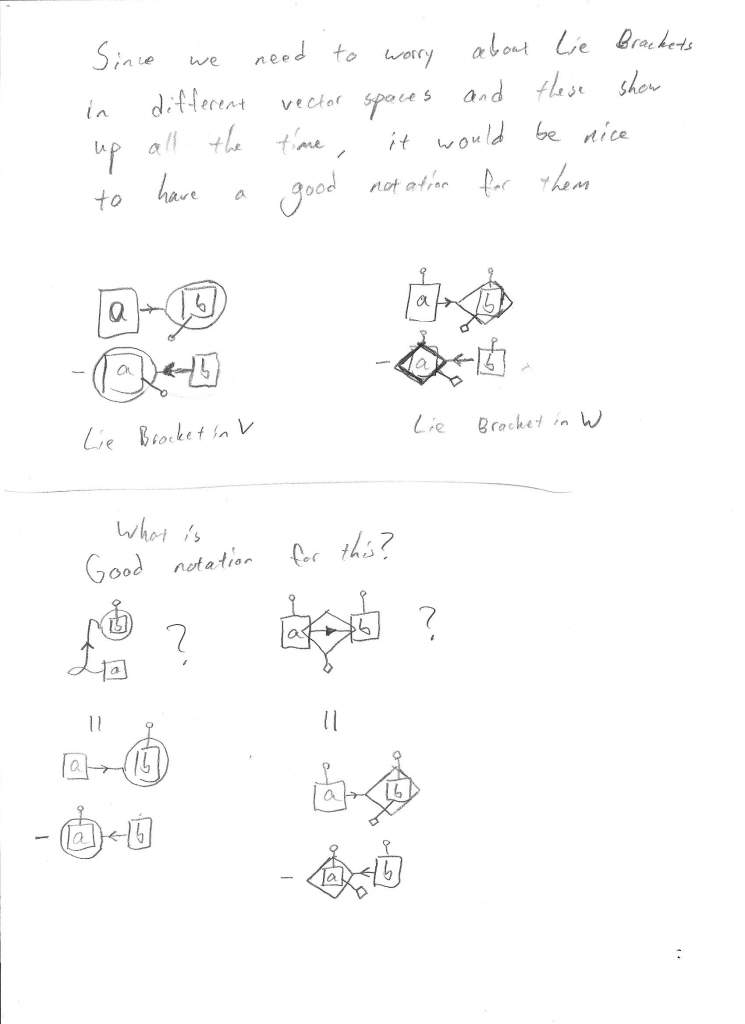 Since we need to worry about Lie Brackets
in different vector spaces and these show
up all the time, it would be nice
to have a good notation for them
a b a b
- a b - a b
Lie Bracket in V Lie Bracket in W
What is
Good notation for this?
b ? a b ?
a
= =
a b a b
- a b - a b